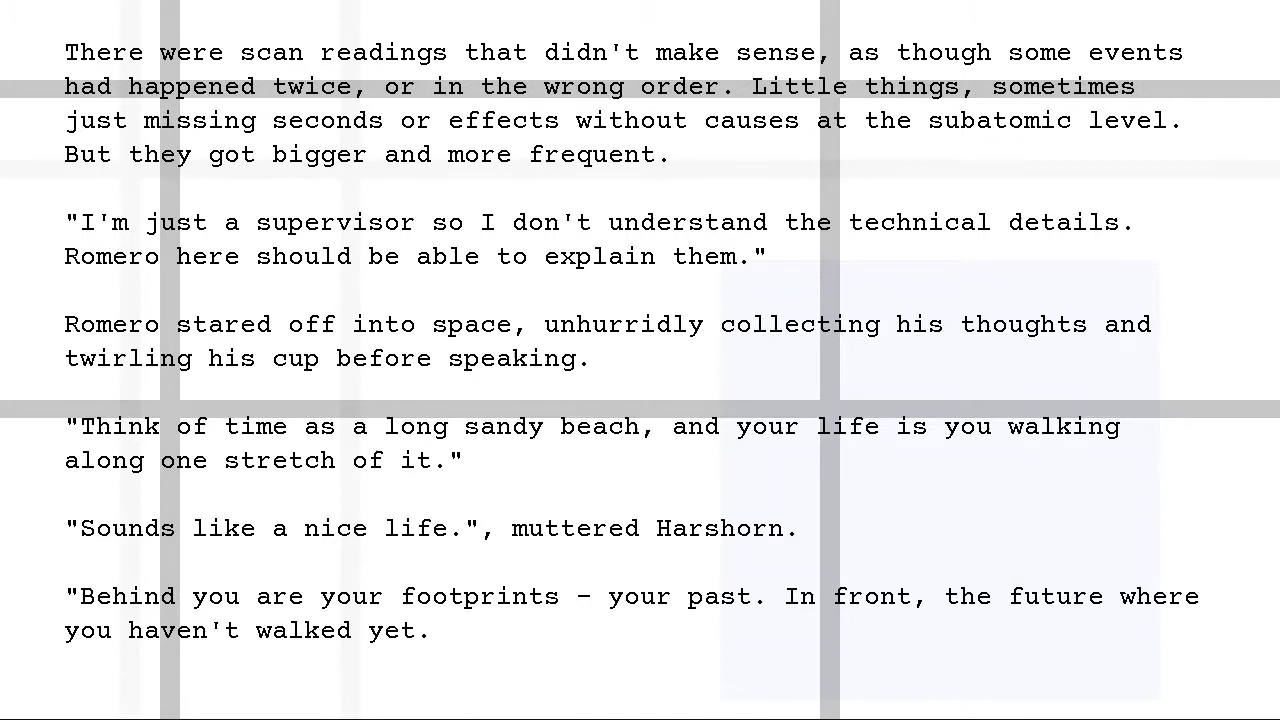 There were scan readings that didn't make sense, as though some events
had happened twice, or in the wrong order. Little things, sometimes
just missing seconds or effects without causes at the subatomic level.
But they got bigger and more frequent.
"I'm just a supervisor so I don't understand the technical details.
Romero here should be able to explain them."
Romero stared off into space, unhurridly collecting his thoughts and
twirling his cup before speaking.
"Think of time as a long sandy beach, and your life is you walking
along one stretch of it."
"Sounds like a nice life.", muttered Harshorn.
"Behind you are your footprints - your past. In front, the future where
you haven't walked yet.